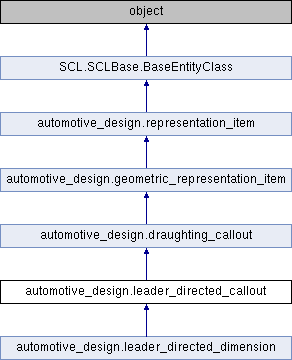 object
SCL.SCLBase.BaseEntityClass
automotive_design.representation_item
automotive_design.geometric_representation_item
automotive_design.draughting_callout
automotive_design.leader_directed_callout
automotive_design.leader_directed_dimension